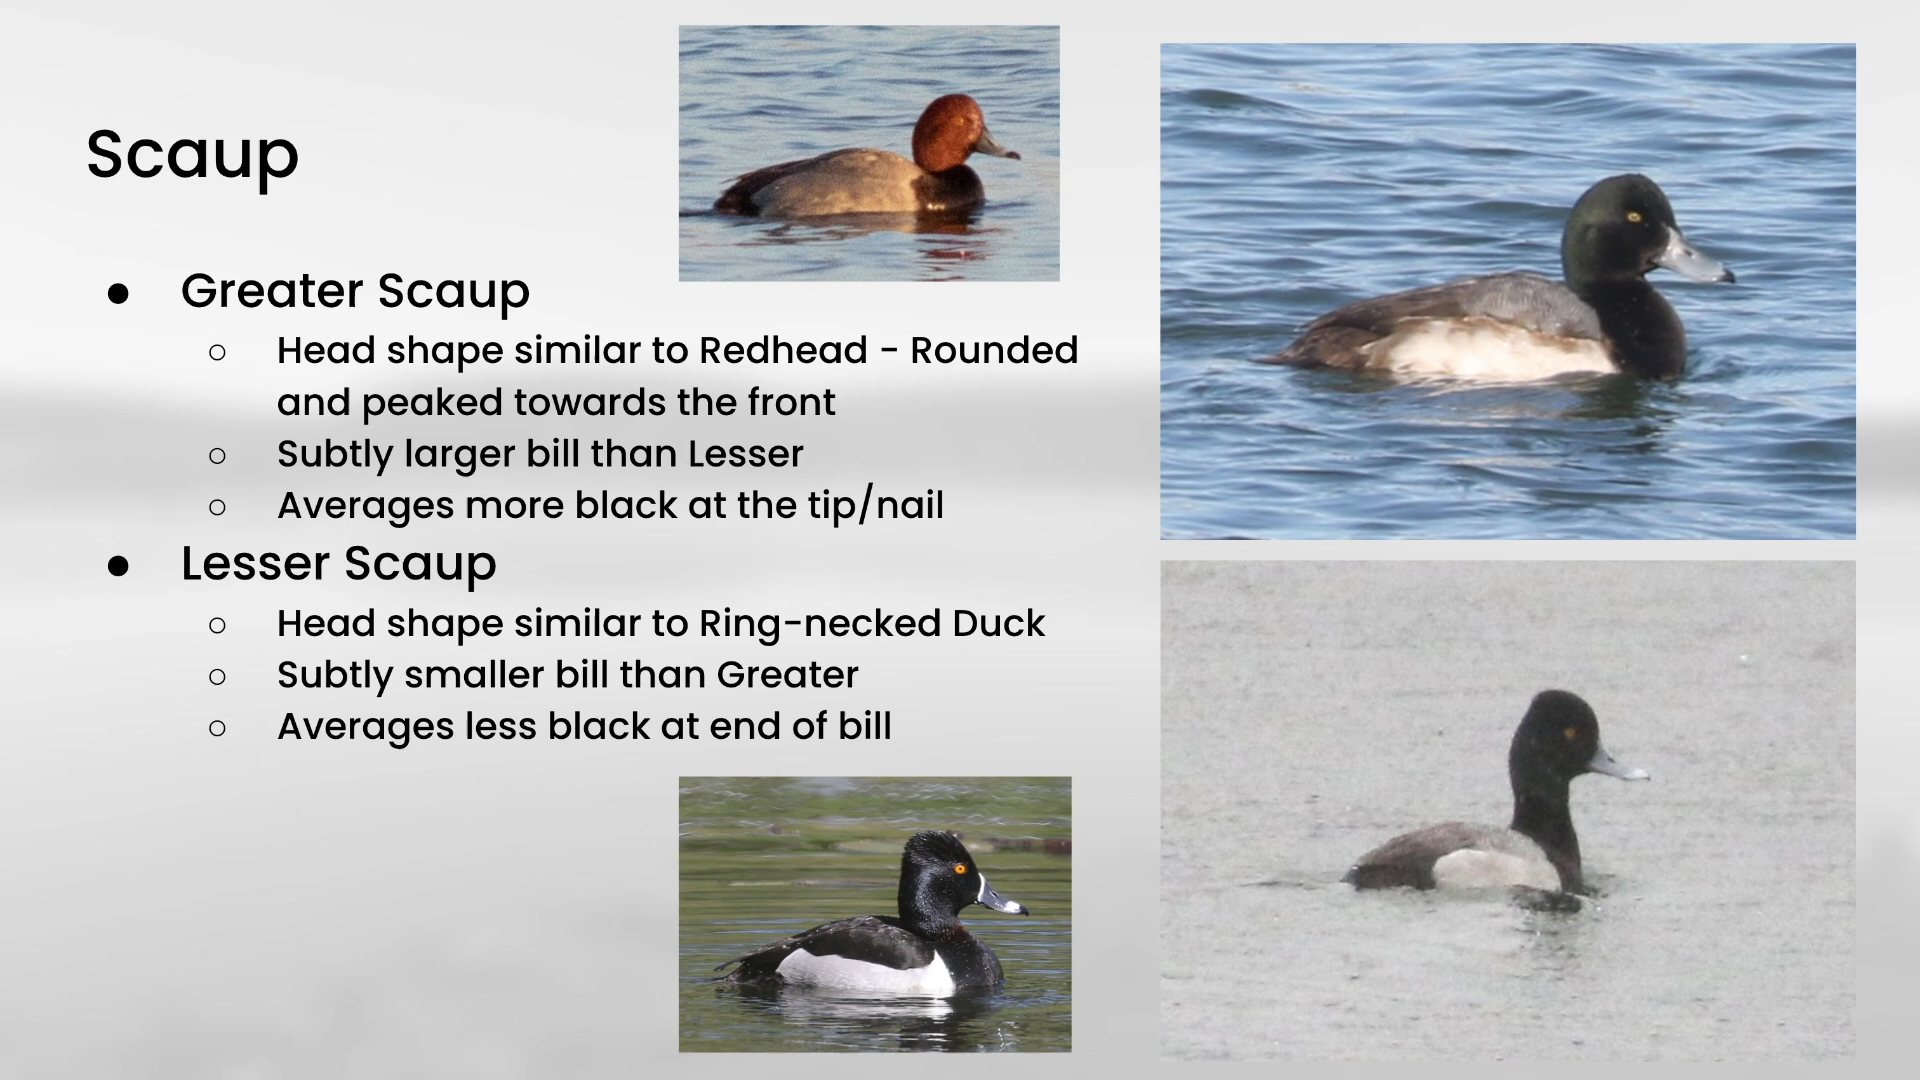 Scaup
● Greater Scaup
○ Head shape similar to Redhead - Rounded
and peaked towards the front
○ Subtly larger bill than Lesser
○ Averages more black at the tip/nail
● Lesser Scaup
○ Head shape similar to Ring-necked Duck
○ Subtly smaller bill than Greater
○ Averages less black at end of bill